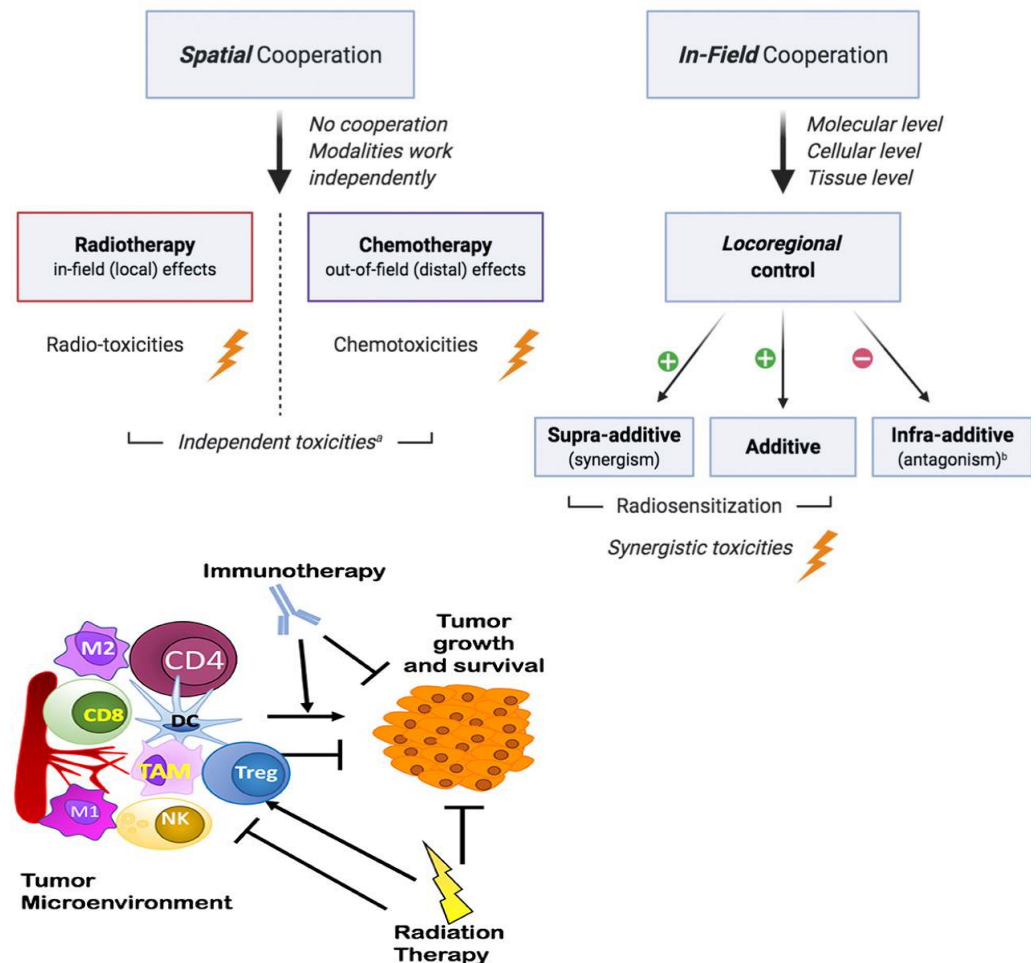 Spatial Cooperation
No cooperation
Modalities work
independently
Radiotherapy
in-field (local) effects
Chemotherapy
out-of-field (distal) effects
Radio-toxicities
Chemotoxicities
Independent toxicitiesᵃ
In-Field Cooperation
Molecular level
Cellular level
Tissue level
Locoregional
control
Supra-additive
(synergism)
Additive
Infra-additive
(antagonism)ᵇ
Radiosensitization
Synergistic toxicities
Immunotherapy
Tumor
growth
and survival
M2
CD4
CD8
DC
TAM
Treg
M1
NK
Tumor
Microenvironment
Radiation
Therapy